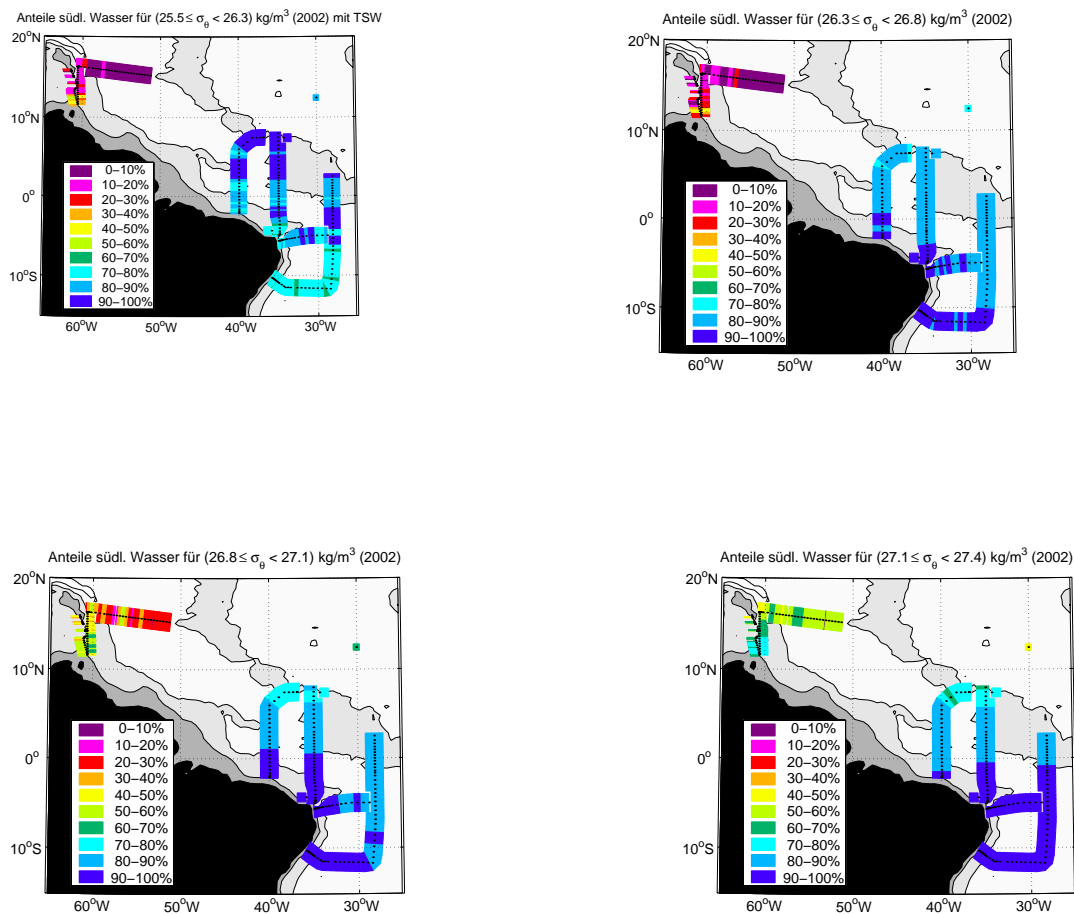 Anteile südl. Wasser für (25.5 ≤ σθ < 26.3) kg/m³ (2002) mit TSW
20°N
10°N
0°
10°S
0−10%
10−20%
20−30%
30−40%
40−50%
50−60%
60−70%
70−80%
80−90%
90−100%
60°W 50°W 40°W 30°W
Anteile südl. Wasser für (26.3 ≤ σθ < 26.8) kg/m³ (2002)
20°N
10°N
0°
10°S
0−10%
10−20%
20−30%
30−40%
40−50%
50−60%
60−70%
70−80%
80−90%
90−100%
60°W 50°W 40°W 30°W
Anteile südl. Wasser für (26.8 ≤ σθ < 27.1) kg/m³ (2002)
20°N
10°N
0°
10°S
0−10%
10−20%
20−30%
30−40%
40−50%
50−60%
60−70%
70−80%
80−90%
90−100%
60°W 50°W 40°W 30°W
Anteile südl. Wasser für (27.1 ≤ σθ < 27.4) kg/m³ (2002)
20°N
10°N
0°
10°S
0−10%
10−20%
20−30%
30−40%
40−50%
50−60%
60−70%
70−80%
80−90%
90−100%
60°W 50°W 40°W 30°W